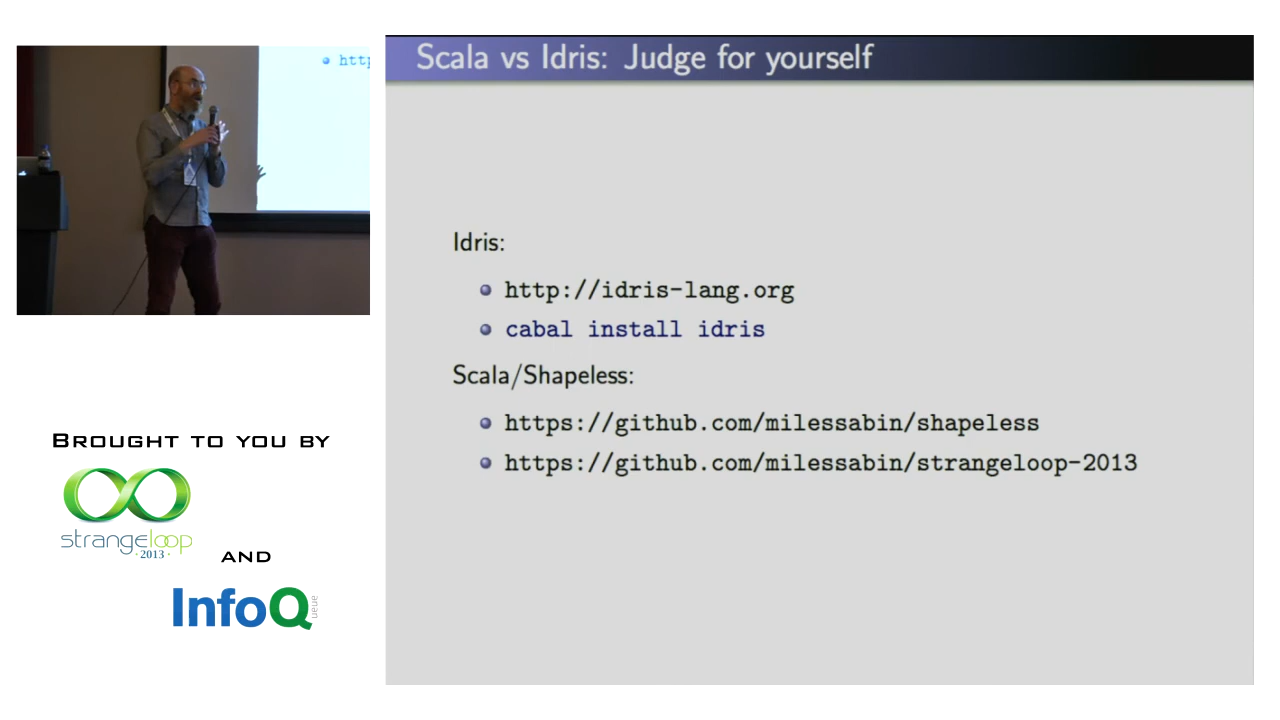 http
Scala vs Idris: Judge for yourself
Idris:
http://idris-lang.org
cabal install idris
Scala/Shapeless:
https://github.com/milessabin/shapeless
https://github.com/milessabin/strangeloop-2013
BROUGHT TO YOU BY
strangeloop
· 2013 ·
AND
InfoQ